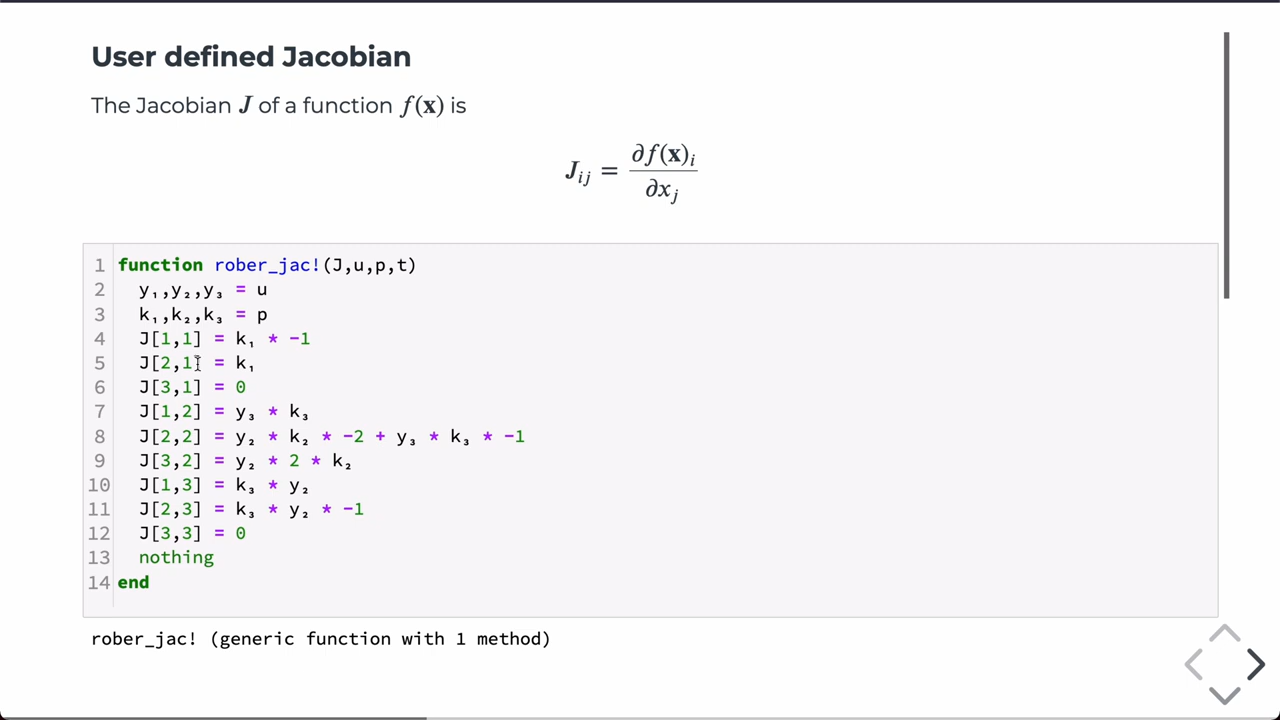 User defined Jacobian
The Jacobian J of a function f(x) is
J_{ij} = ∂f(x)_i / ∂x_j
1 function rober_jac!(J,u,p,t)
2   y₁,y₂,y₃ = u
3   k₁,k₂,k₃ = p
4   J[1,1] = k₁ * -1
5   J[2,1] = k₁
6   J[3,1] = 0
7   J[1,2] = y₃ * k₃
8   J[2,2] = y₂ * k₂ * -2 + y₃ * k₃ * -1
9   J[3,2] = y₂ * 2 * k₂
10   J[1,3] = k₃ * y₂
11   J[2,3] = k₃ * y₂ * -1
12   J[3,3] = 0
13   nothing
14 end
rober_jac! (generic function with 1 method)